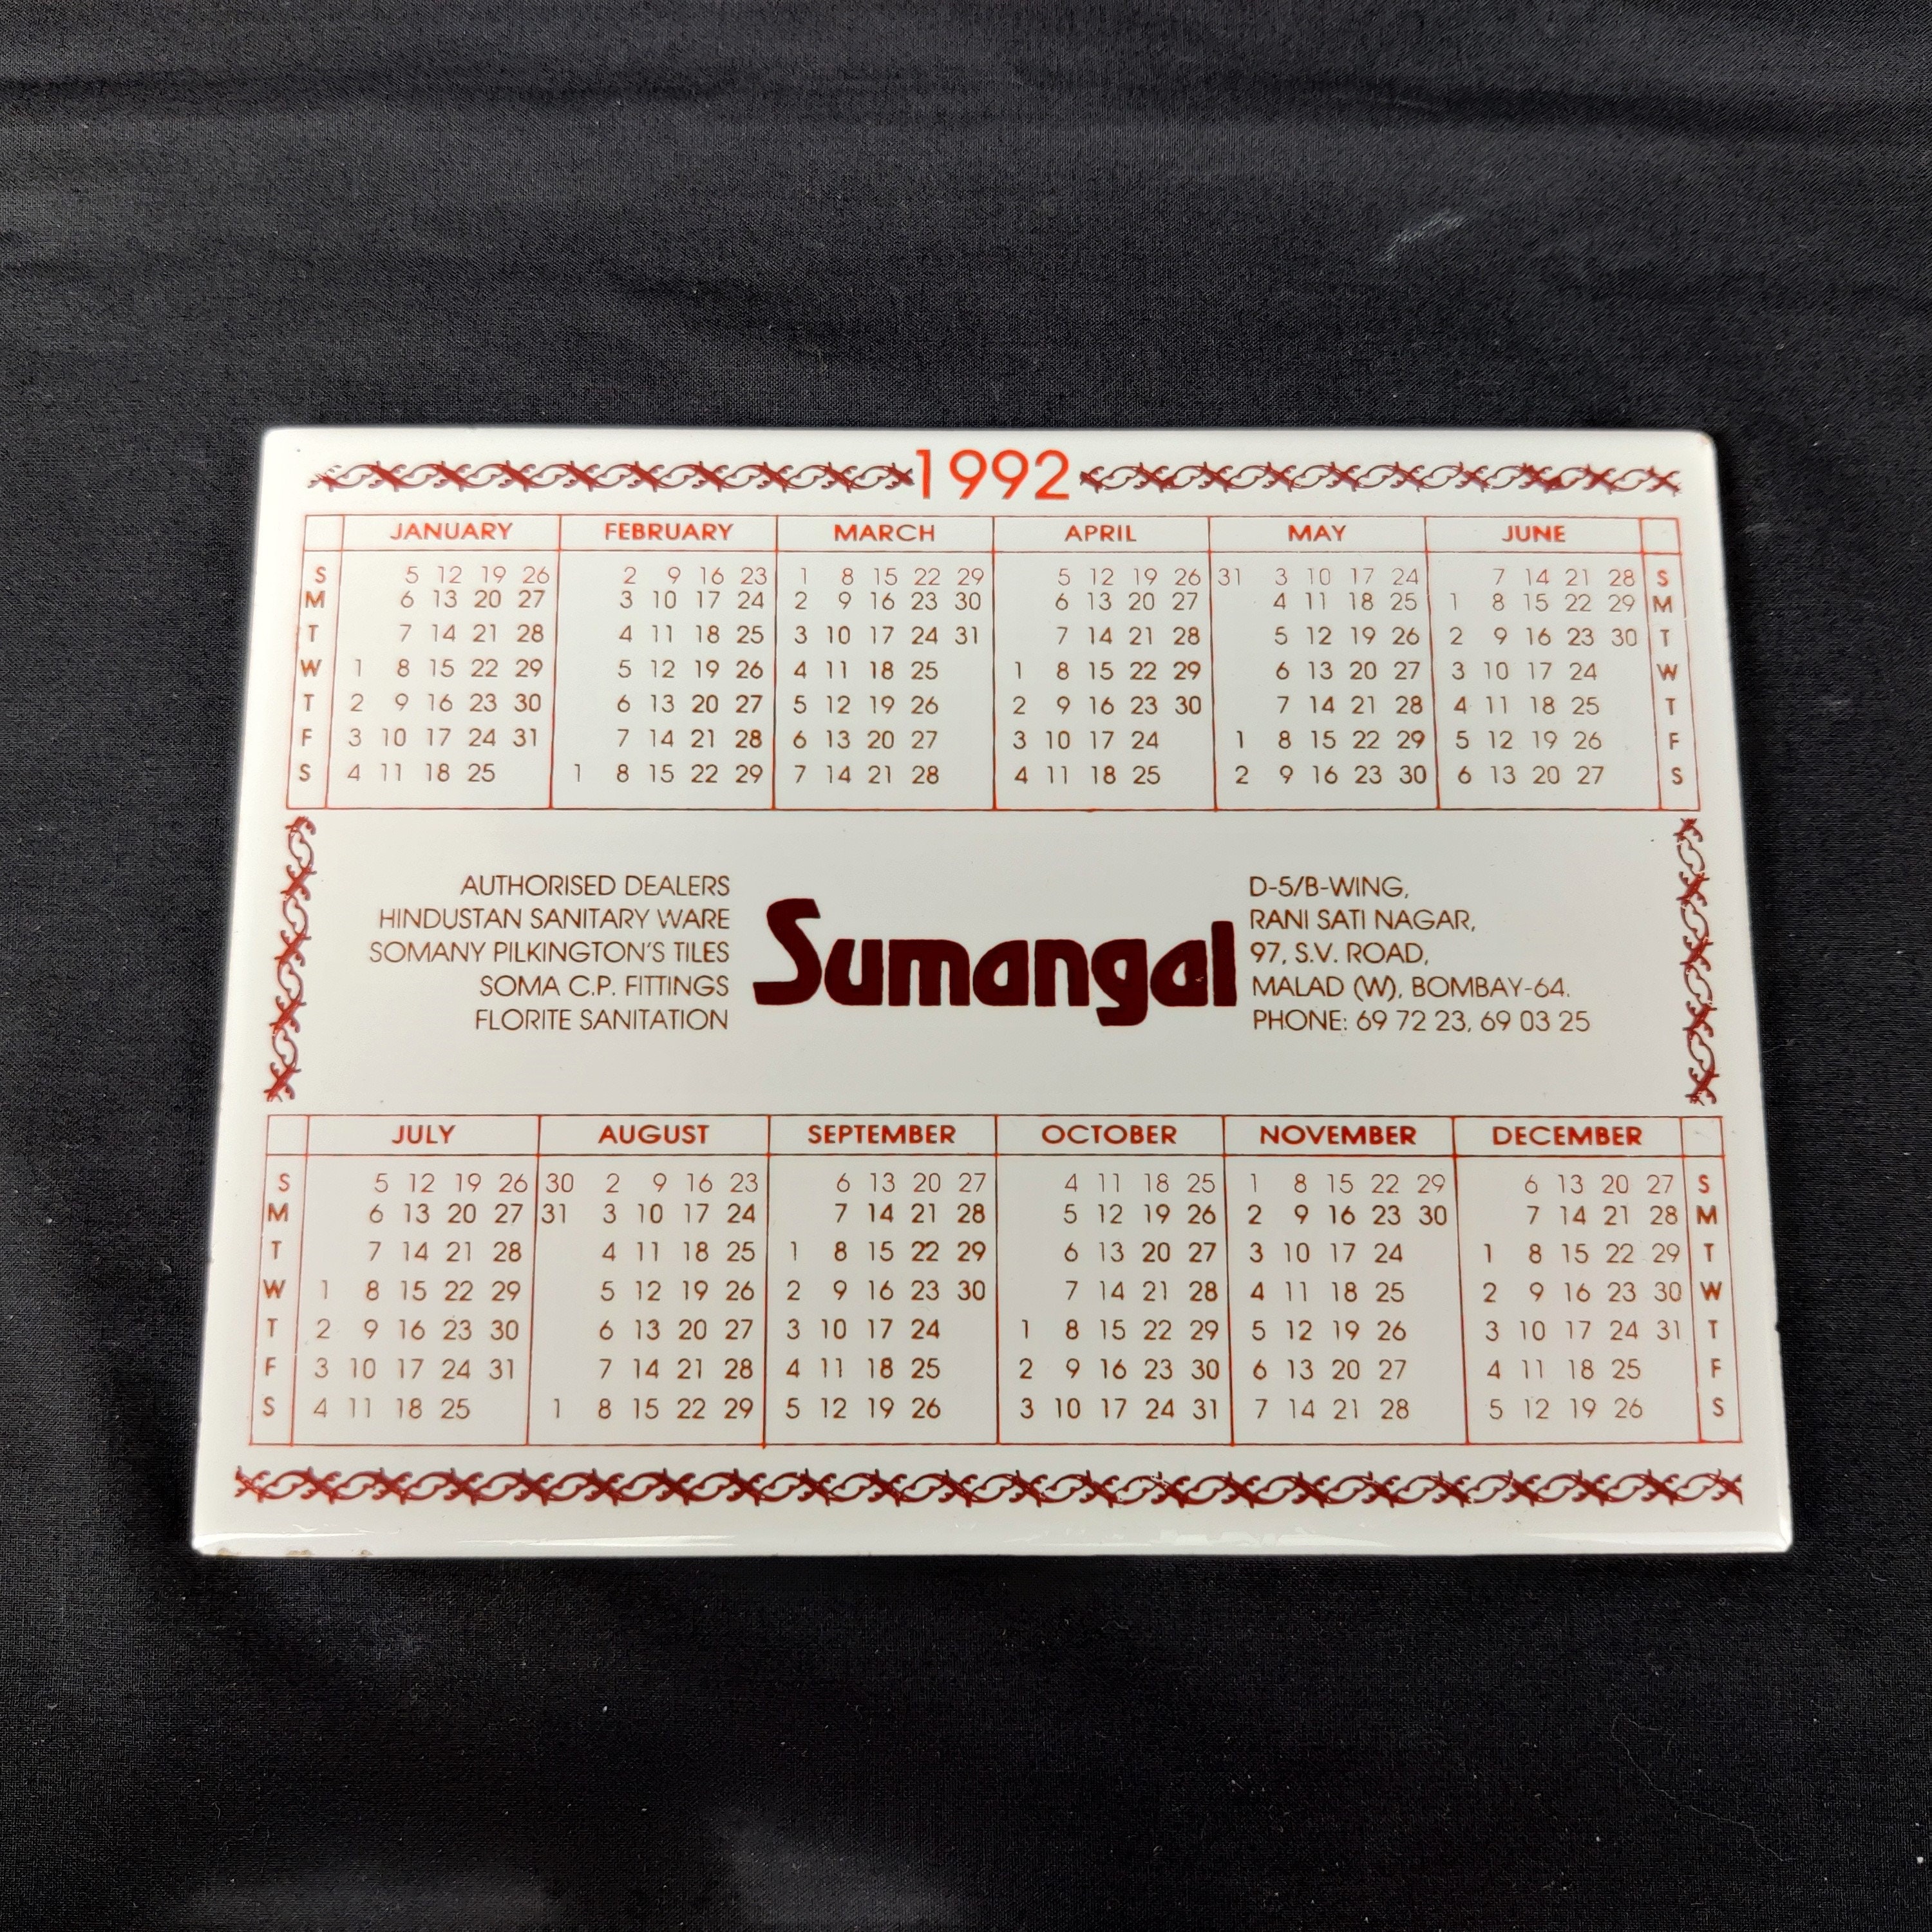 1992
JANUARY FEBRUARY MARCH APRIL MAY JUNE
S 5 12 19 26 2 9 16 23 1 8 15 22 29 5 12 19 26 31 3 10 17 24 7 14 21 28 S
M 6 13 20 27 3 10 17 24 2 9 16 23 30 6 13 20 27 4 11 18 25 1 8 15 22 29 M
T 7 14 21 28 4 11 18 25 3 10 17 24 31 7 14 21 28 5 12 19 26 2 9 16 23 30 T
W 1 8 15 22 29 5 12 19 26 4 11 18 25 1 8 15 22 29 6 13 20 27 3 10 17 24 W
T 2 9 16 23 30 6 13 20 27 5 12 19 26 2 9 16 23 30 7 14 21 28 4 11 18 25 T
F 3 10 17 24 31 7 14 21 28 6 13 20 27 3 10 17 24 1 8 15 22 29 5 12 19 26 F
S 4 11 18 25 1 8 15 22 29 7 14 21 28 4 11 18 25 2 9 16 23 30 6 13 20 27 S
AUTHORISED DEALERS
HINDUSTAN SANITARY WARE
SOMANY PILKINGTON'S TILES
SOMA C.P. FITTINGS
FLORITE SANITATION
Sumangal
D-5/B-WING,
RANI SATI NAGAR,
97, S.V. ROAD,
MALAD (W), BOMBAY-64.
PHONE: 69 72 23, 69 03 25
JULY AUGUST SEPTEMBER OCTOBER NOVEMBER DECEMBER
S 5 12 19 26 30 2 9 16 23 6 13 20 27 4 11 18 25 1 8 15 22 29 6 13 20 27 S
M 6 13 20 27 31 3 10 17 24 7 14 21 28 5 12 19 26 2 9 16 23 30 7 14 21 28 M
T 7 14 21 28 4 11 18 25 1 8 15 22 29 6 13 20 27 3 10 17 24 1 8 15 22 29 T
W 1 8 15 22 29 5 12 19 26 2 9 16 23 30 7 14 21 28 4 11 18 25 2 9 16 23 30 W
T 2 9 16 23 30 6 13 20 27 3 10 17 24 1 8 15 22 29 5 12 19 26 3 10 17 24 31 T
F 3 10 17 24 31 7 14 21 28 4 11 18 25 2 9 16 23 30 6 13 20 27 4 11 18 25 F
S 4 11 18 25 1 8 15 22 29 5 12 19 26 3 10 17 24 31 7 14 21 28 5 12 19 26 S